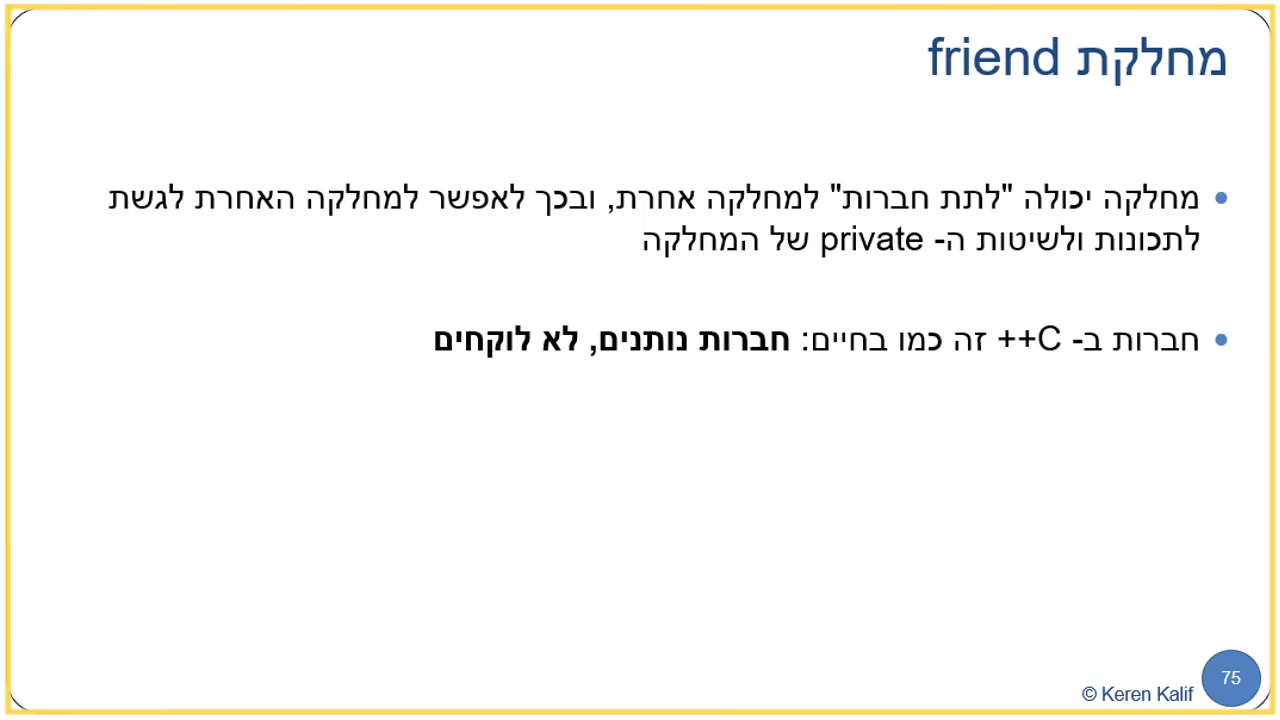 מחלקת friend
• מחלקה יכולה "לתת חברות" למחלקה אחרת, ובכך לאפשר למחלקה האחרת לגשת
לתכונות ולשיטות ה- private של המחלקה
• חברות ב- C++ זה כמו בחיים: חברות נותנים, לא לוקחים
75
© Keren Kalif